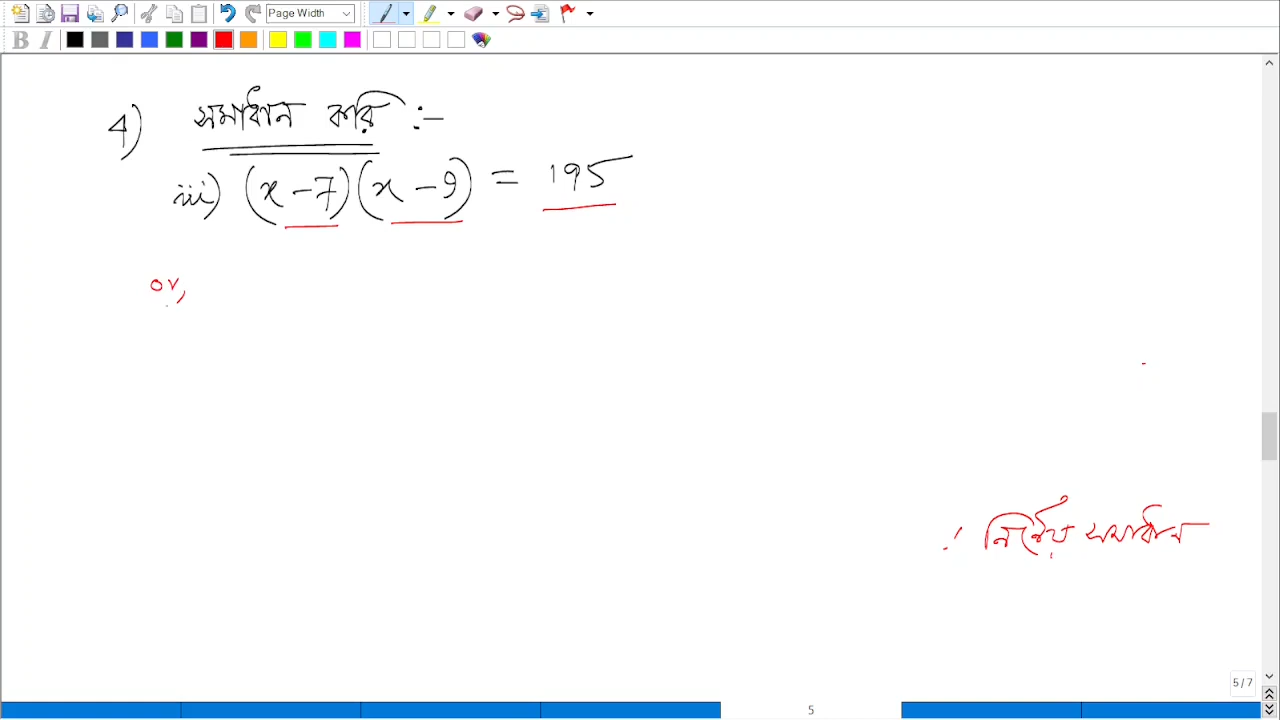 Page Width
B I
4) সমাধান করি :-
iii) (x-7)(x-9) = 195
or,
∴ নির্ণেয় সমাধান
5/7
5